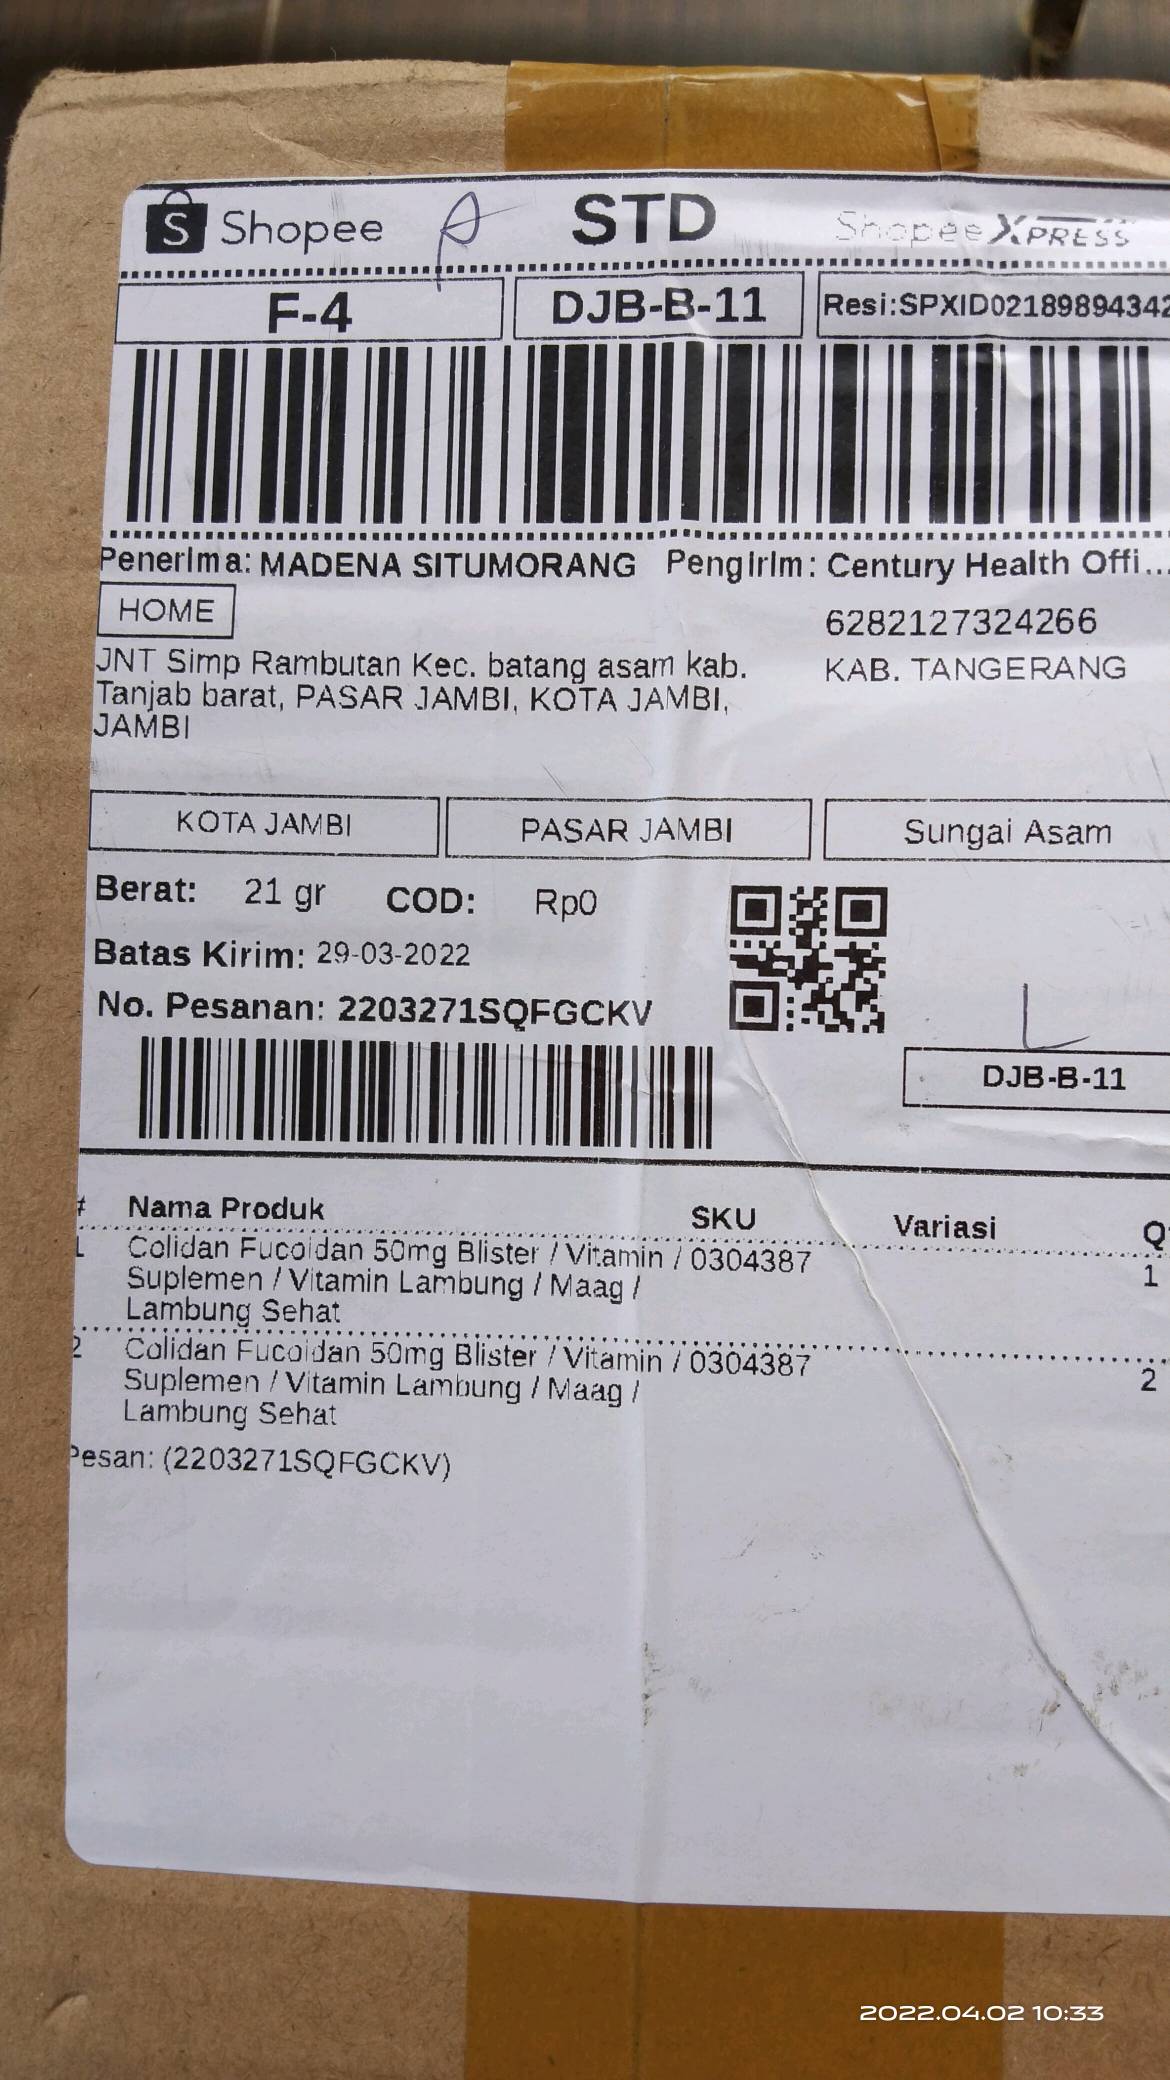 Shopee STD Shopee XPRESS
F-4 DJB-B-11 Resi:SPXID02189894342
Penerima: MADENA SITUMORANG Pengirim: Century Health Offi...
HOME 6282127324266
JNT Simp Rambutan Kec. batang asam kab. KAB. TANGERANG
Tanjab barat, PASAR JAMBI, KOTA JAMBI,
JAMBI
KOTA JAMBI PASAR JAMBI Sungai Asam
Berat: 21 gr COD: Rp0
Batas Kirim: 29-03-2022
No. Pesanan: 2203271SQFGCKV
L
DJB-B-11
# Nama Produk SKU Variasi Q
1 Colidan Fucoidan 50mg Blister / Vitamin / 0304387 1
Suplemen / Vitamin Lambung / Maag /
Lambung Sehat
2 Colidan Fucoidan 50mg Blister / Vitamin / 0304387 2
Suplemen / Vitamin Lambung / Maag /
Lambung Sehat
Pesan: (2203271SQFGCKV)
2022.04.02 10:33